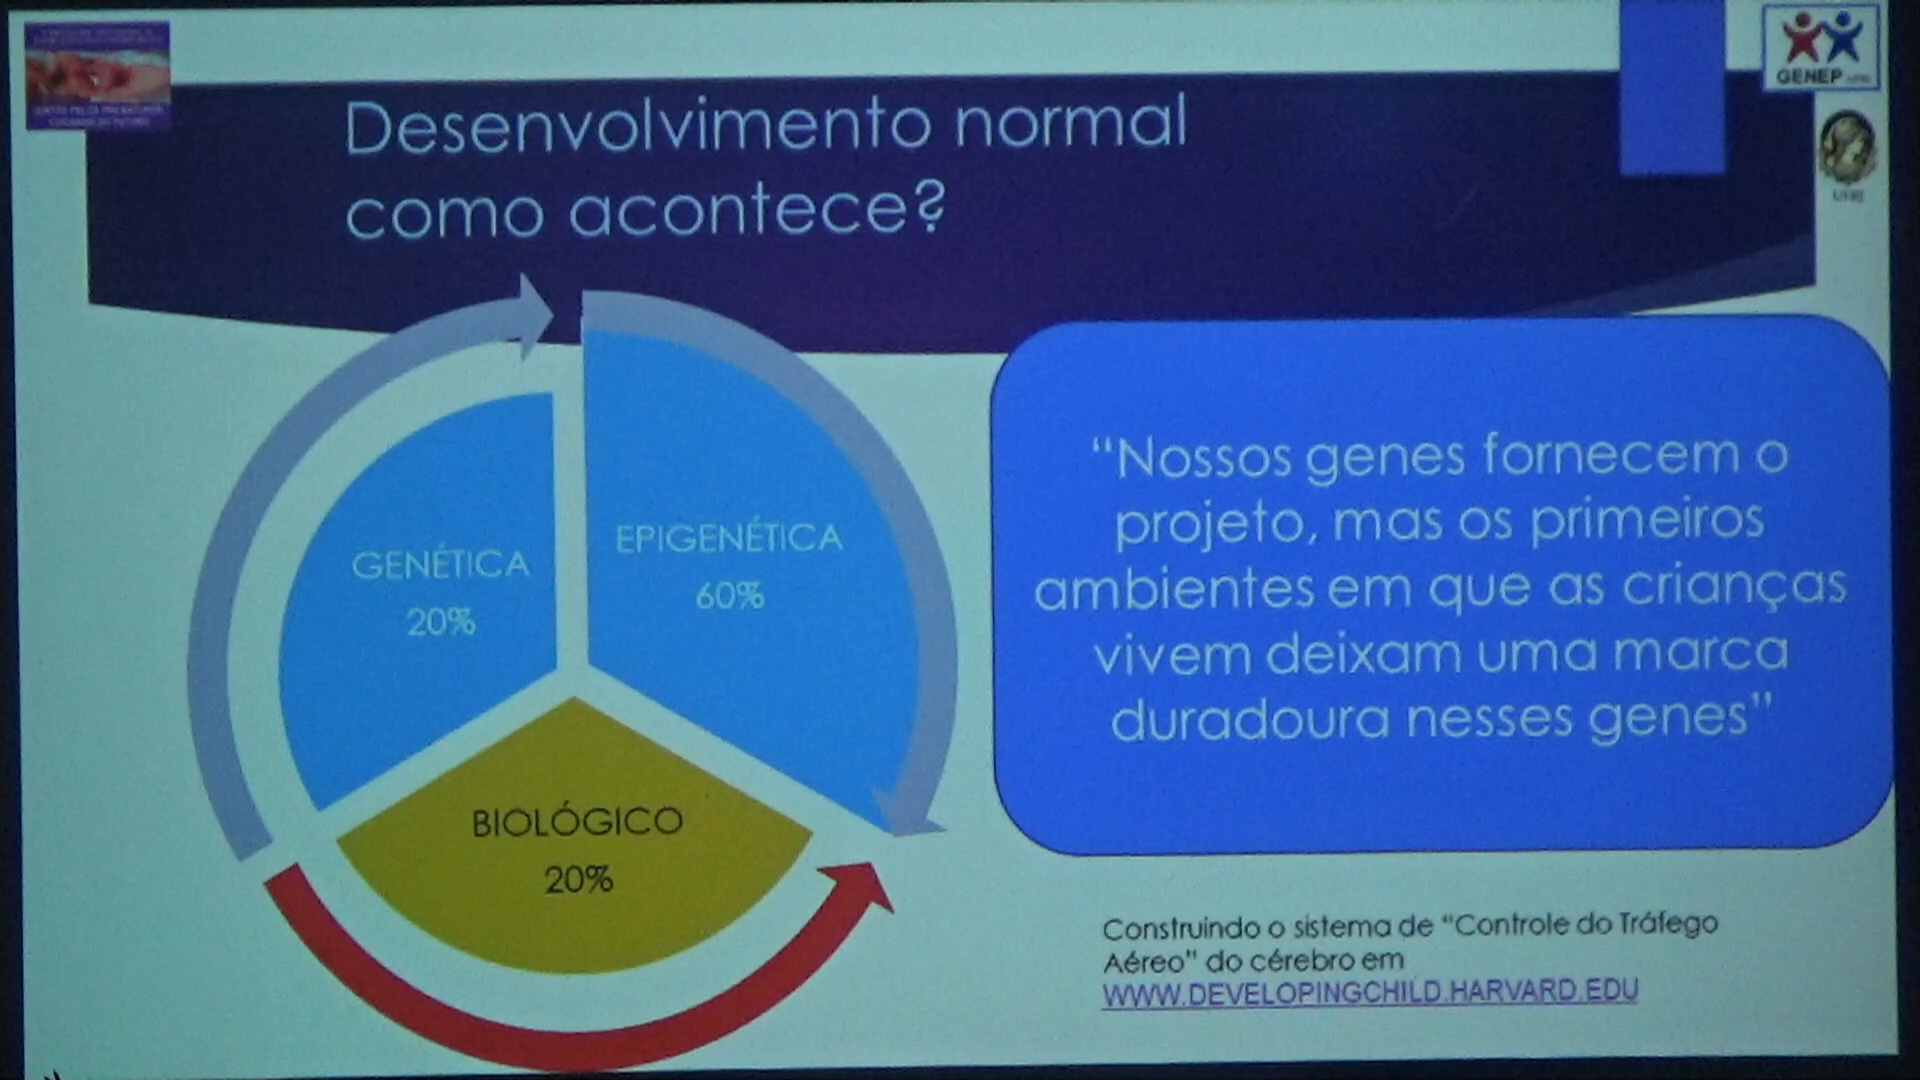 GENEP
Desenvolvimento normal
como acontece?
GENÉTICA
20%
EPIGENÉTICA
60%
BIOLÓGICO
20%
“Nossos genes fornecem o
projeto, mas os primeiros
ambientes em que as crianças
vivem deixam uma marca
duradoura nesses genes”
Construindo o sistema de “Controle do Tráfego
Aéreo” do cérebro em
WWW.DEVELOPINGCHILD.HARVARD.EDU